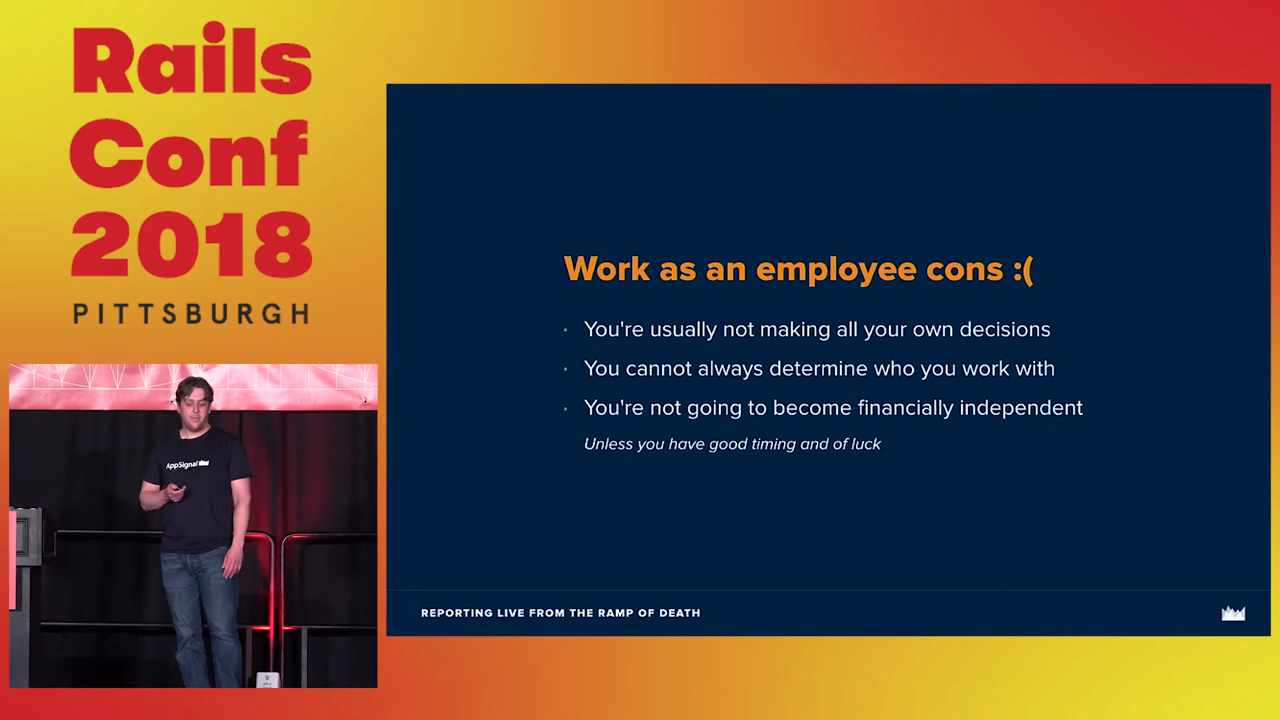 Rails
Conf
2018
PITTSBURGH
Work as an employee cons :(
· You're usually not making all your own decisions
· You cannot always determine who you work with
· You're not going to become financially independent
Unless you have good timing and of luck
AppSignal
REPORTING LIVE FROM THE RAMP OF DEATH